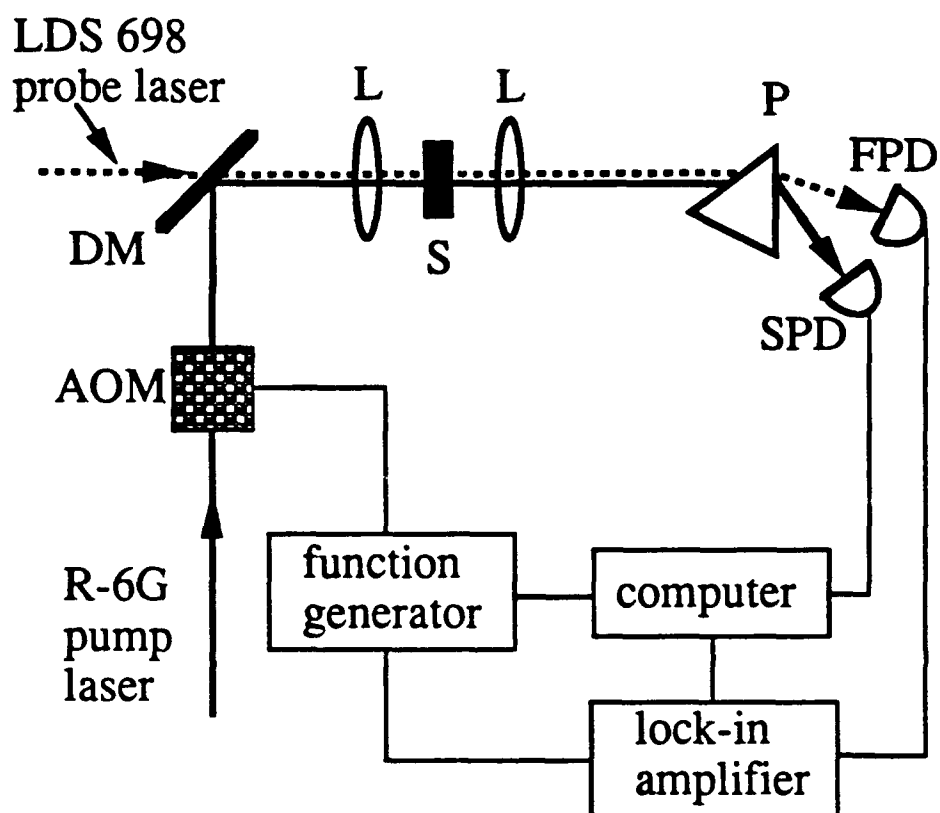 LDS 698
probe laser
L
L
P
FPD
DM
S
SPD
AOM
R-6G
pump
laser
function
generator
computer
lock-in
amplifier